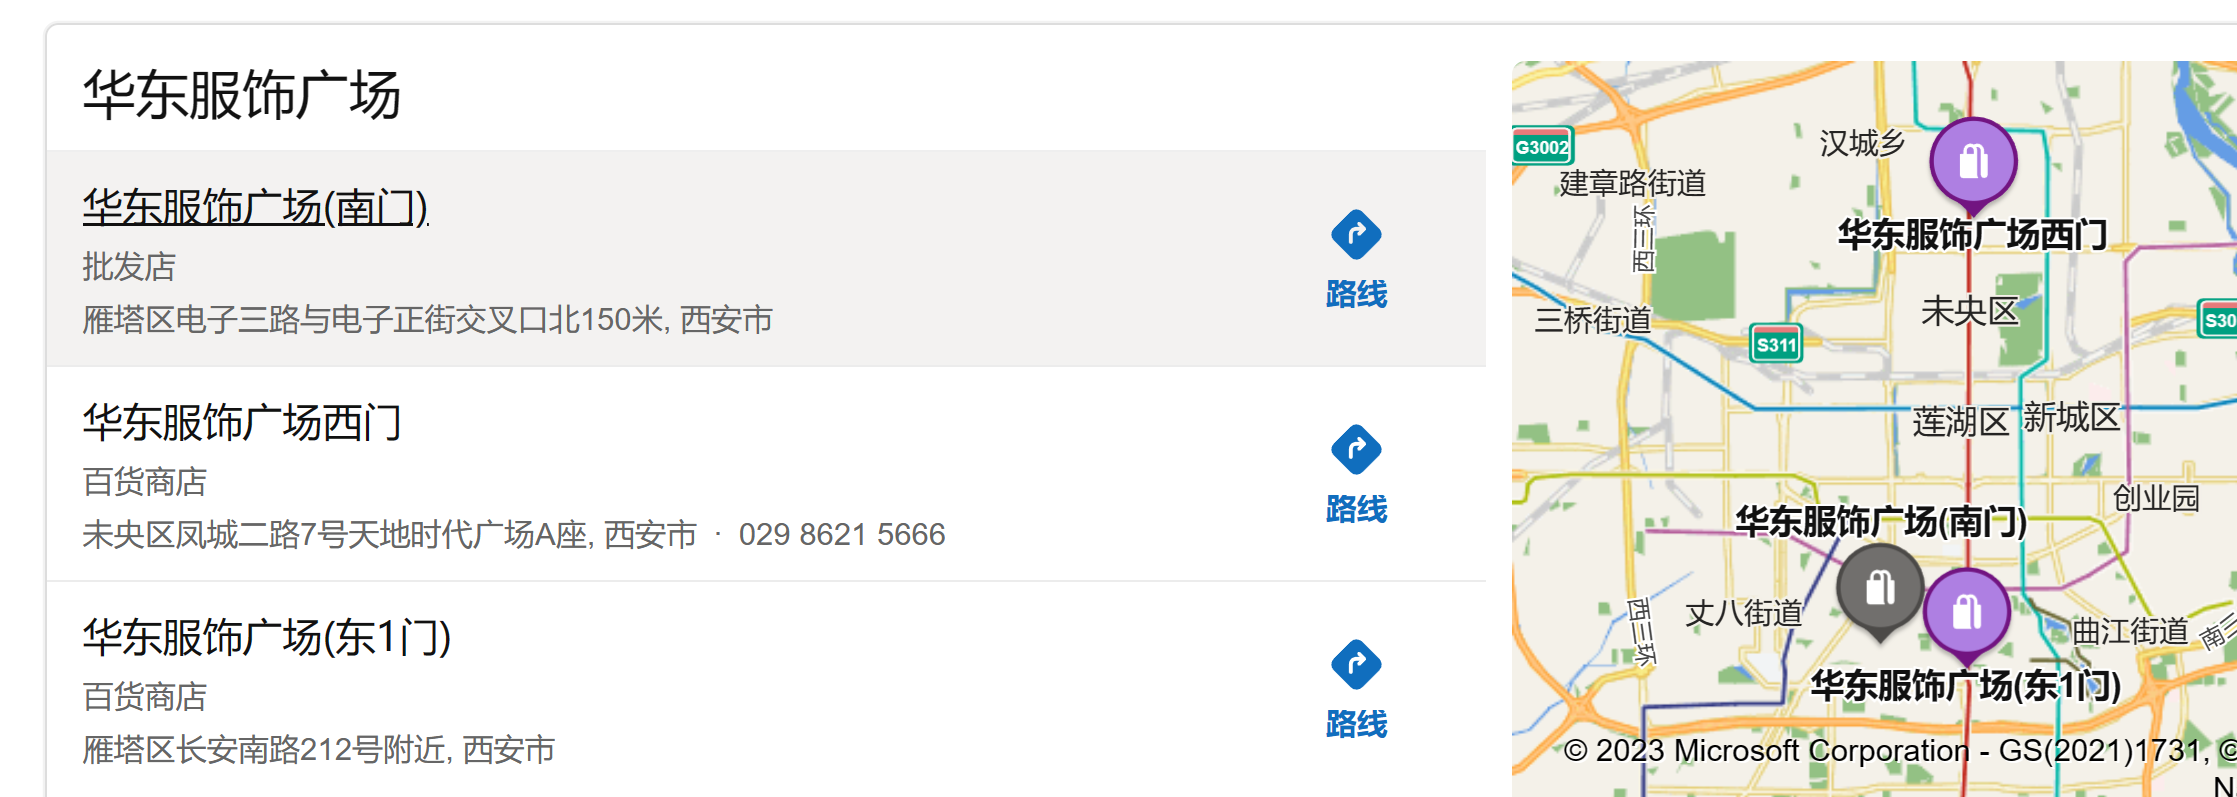 华东服饰广场
华东服饰广场(南门)
批发店
雁塔区电子三路与电子正街交叉口北150米, 西安市
路线
华东服饰广场西门
百货商店
未央区凤城二路7号天地时代广场A座, 西安市 · 029 8621 5666
路线
华东服饰广场(东1门)
百货商店
雁塔区长安南路212号附近, 西安市
路线
汉城乡
G3002
建章路街道
西三环
华东服饰广场西门
未央区
三桥街道
S311
S30
莲湖区
新城区
创业园
华东服饰广场(南门)
丈八街道
西三环
曲江街道
南三
华东服饰广场(东1门)
© 2023 Microsoft Corporation - GS(2021)1731, ©
N